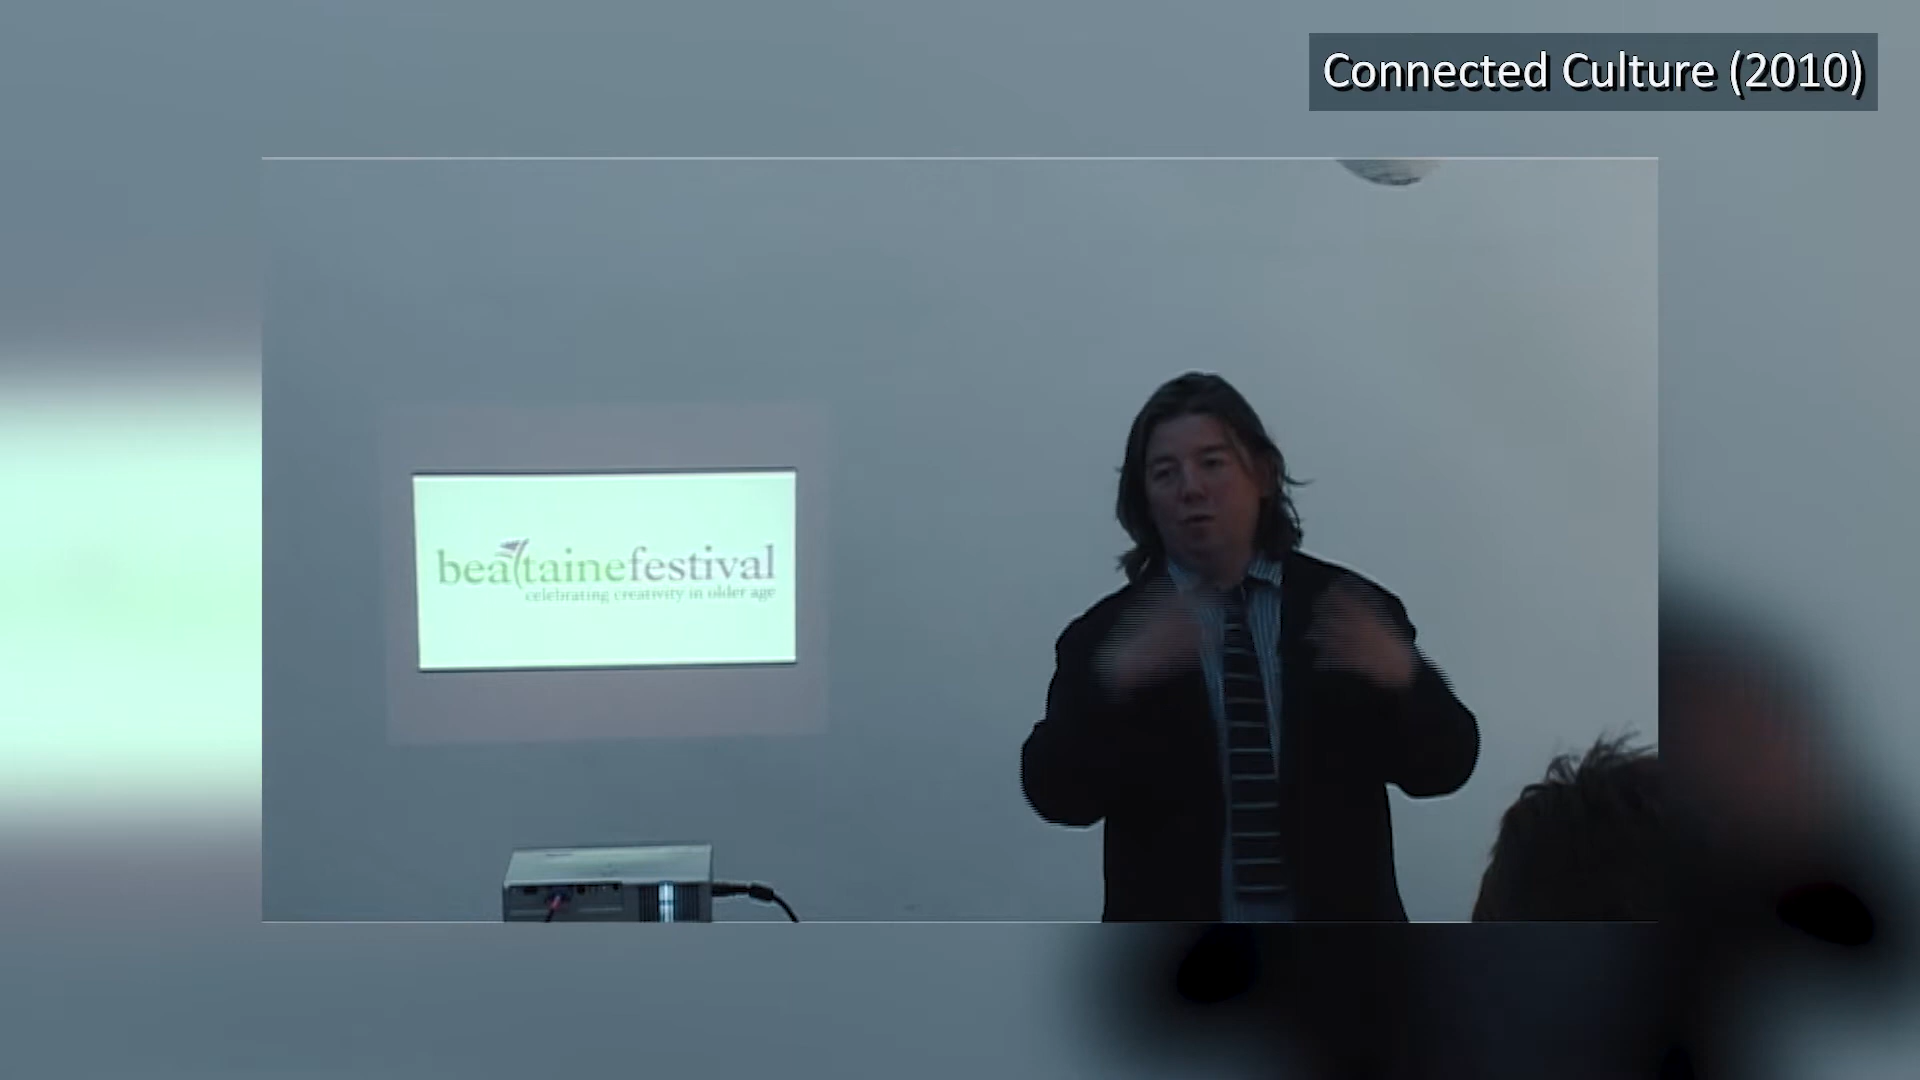 Connected Culture (2010)
bealtainefestival
celebrating creativity in older age